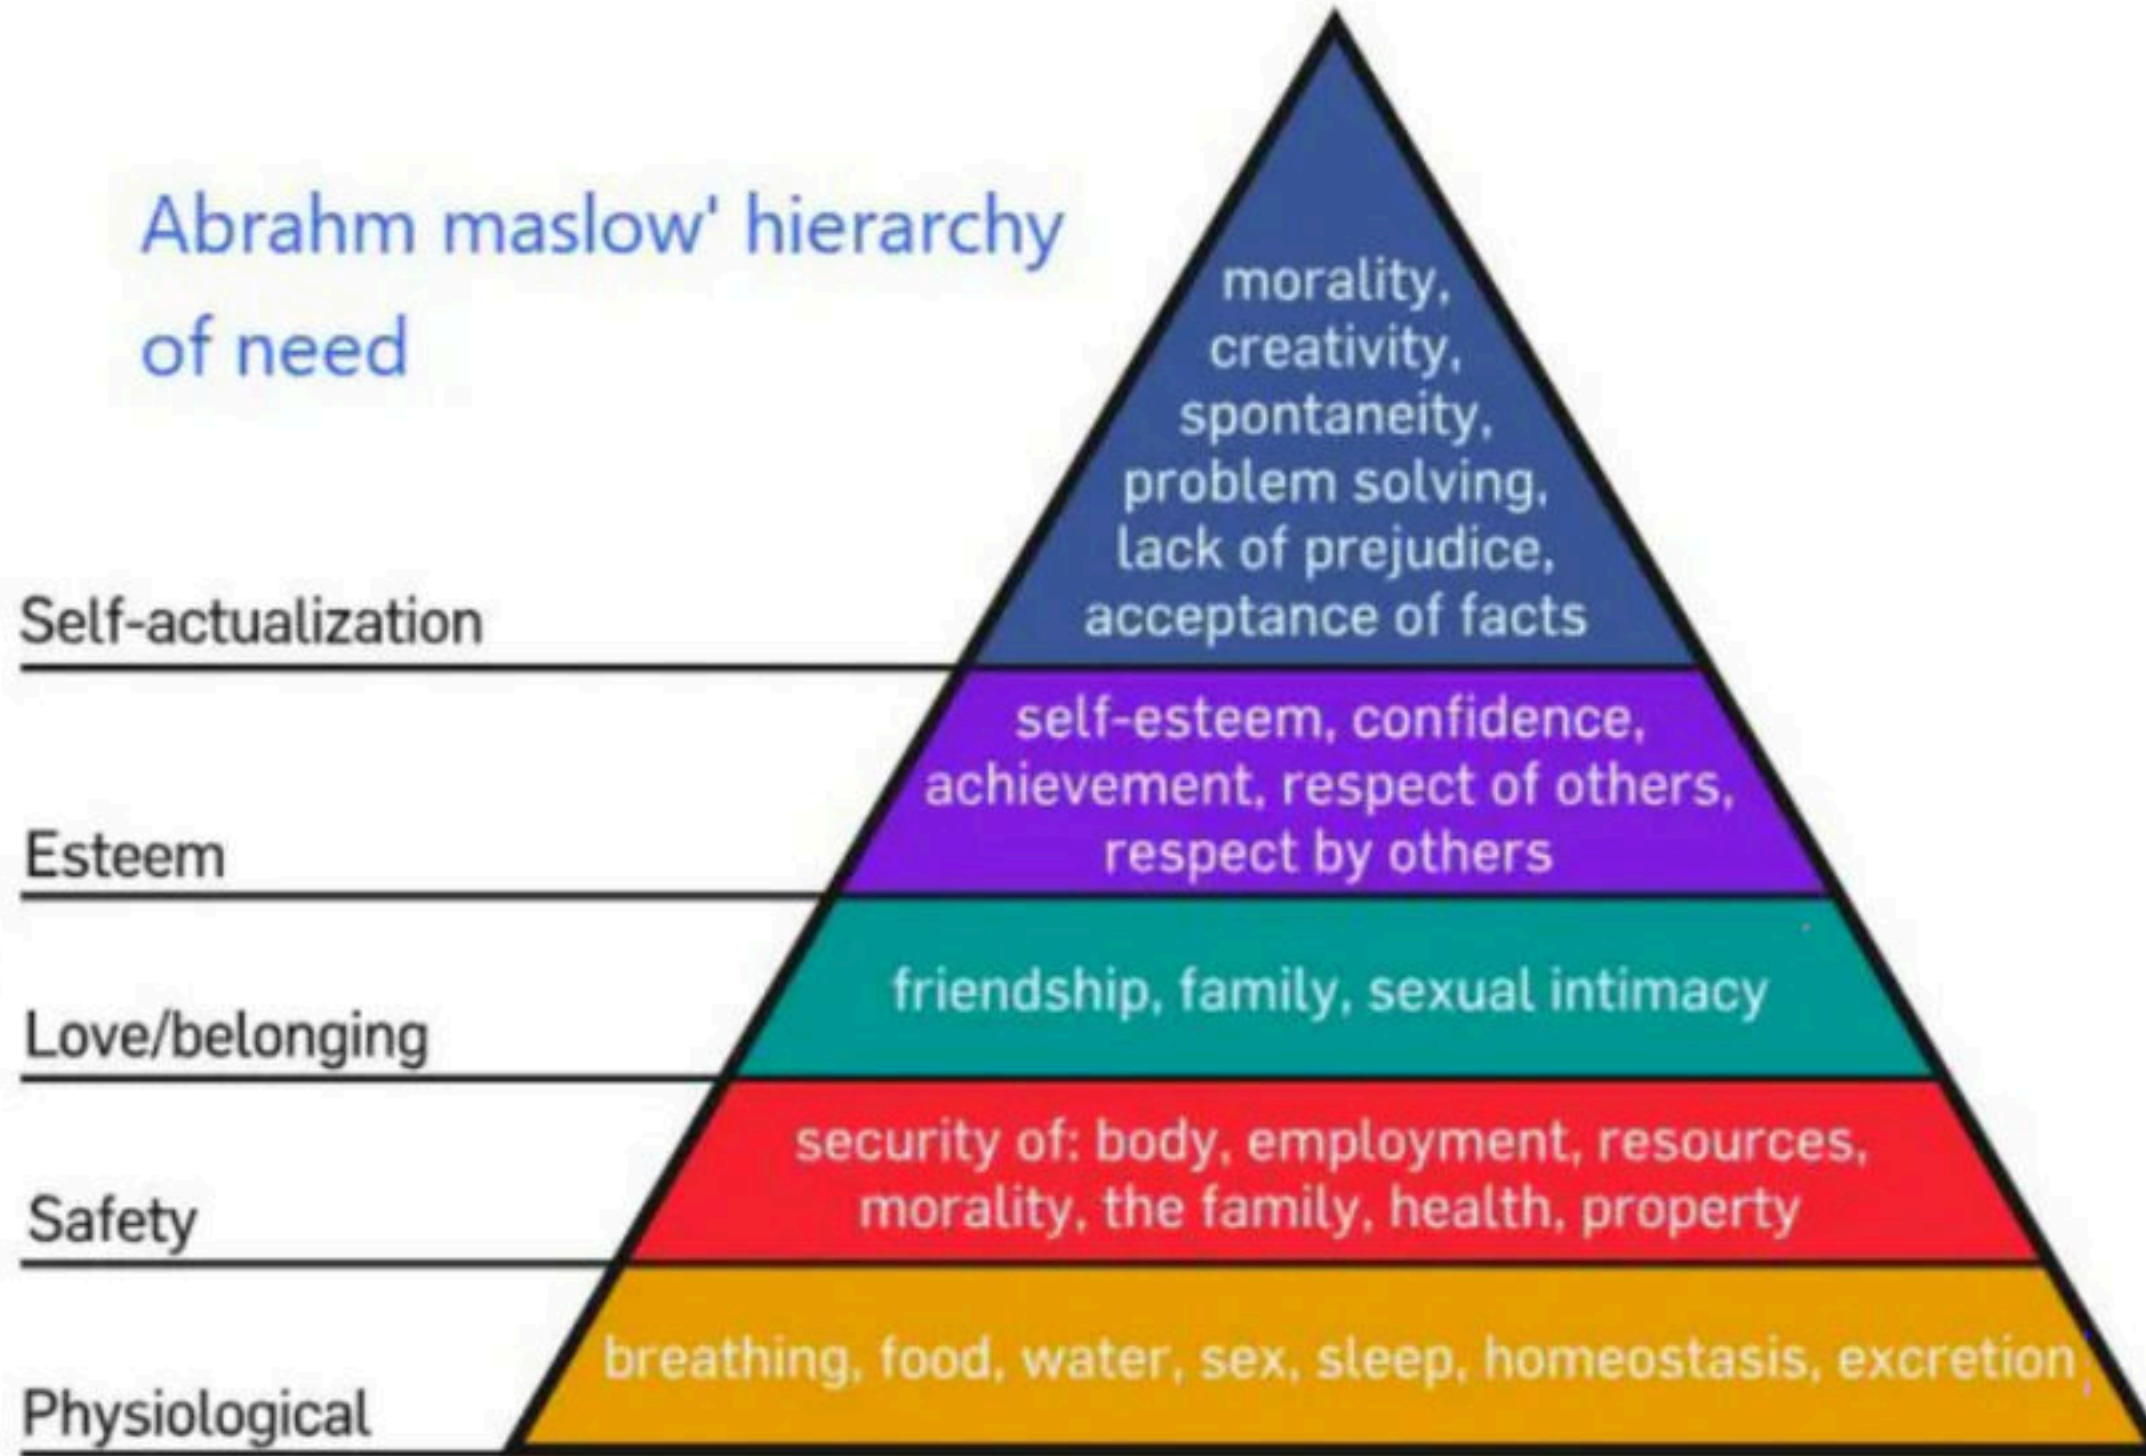 Abrahm maslow' hierarchy
of need
morality,
creativity,
spontaneity,
problem solving,
lack of prejudice,
acceptance of facts
Self-actualization
self-esteem, confidence,
achievement, respect of others,
respect by others
Esteem
friendship, family, sexual intimacy
Love/belonging
security of: body, employment, resources,
morality, the family, health, property
Safety
breathing, food, water, sex, sleep, homeostasis, excretion
Physiological